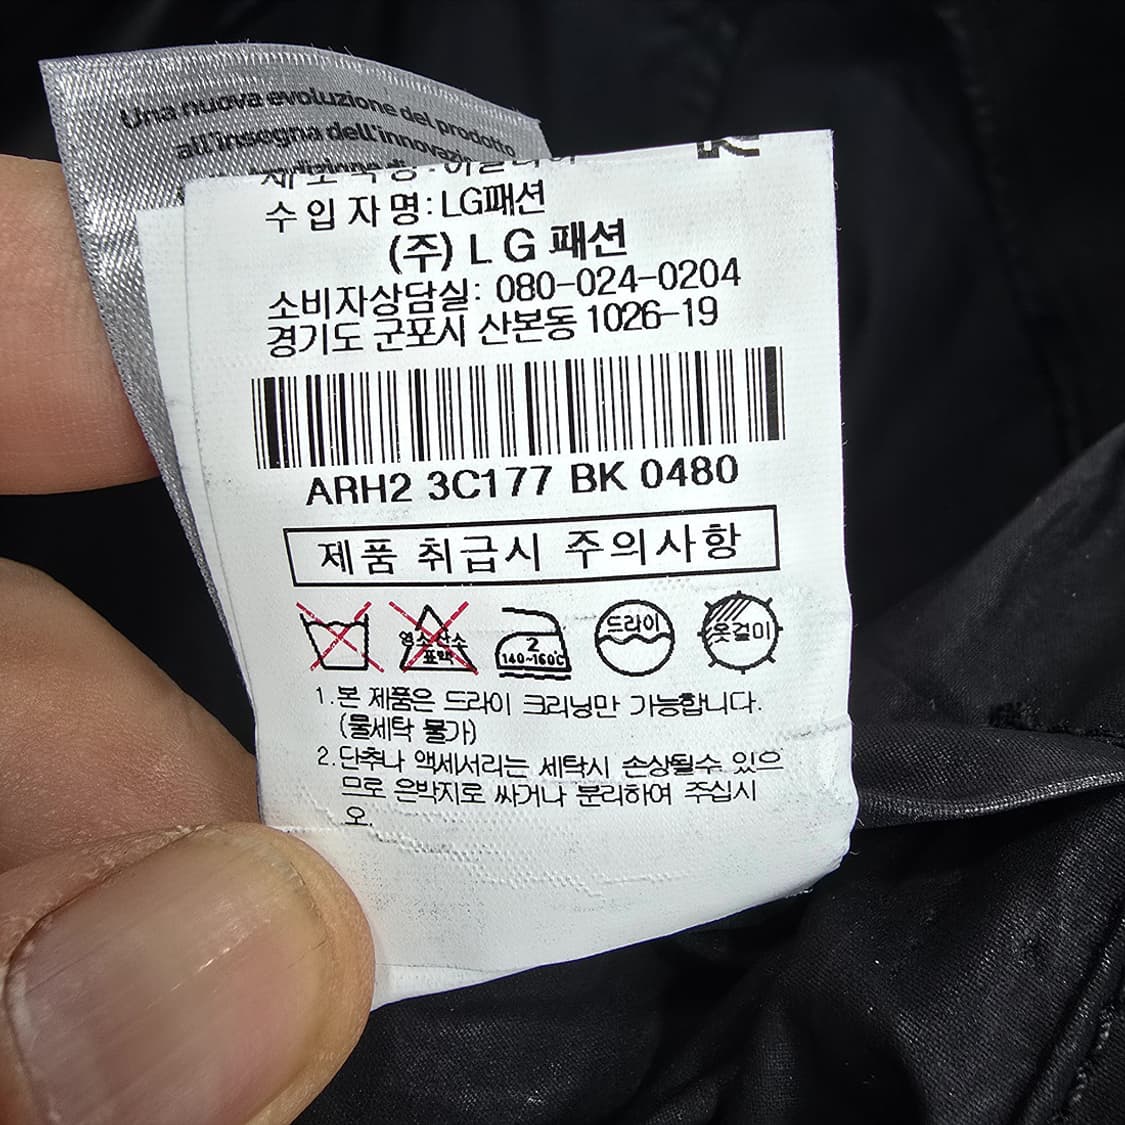 Una nuova evoluzione del prodotto
all'insegna dell'innovazio
수입자명:LG패션
(주) LG패션
소비자상담실: 080-024-0204
경기도 군포시 산본동 1026-19
ARH2 3C177 BK 0480
제품 취급시 주의사항
염소산소
표백
2
140~160℃
드라이
옷걸이
1.본 제품은 드라이 크리닝만 가능합니다.
(물세탁 불가)
2.단추나 액세서리는 세탁시 손상될수 있으
므로 은박지로 싸거나 분리하여 주십시
오.